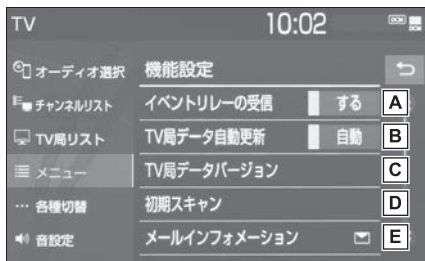 TV
10:02
DCM
オーディオ選択
チャンネルリスト
TV局リスト
メニュー
各種切替
音設定
機能設定
イベントリレーの受信 する A
TV局データ自動更新 自動 B
TV局データバージョン C
初期スキャン D
メールインフォメーション E